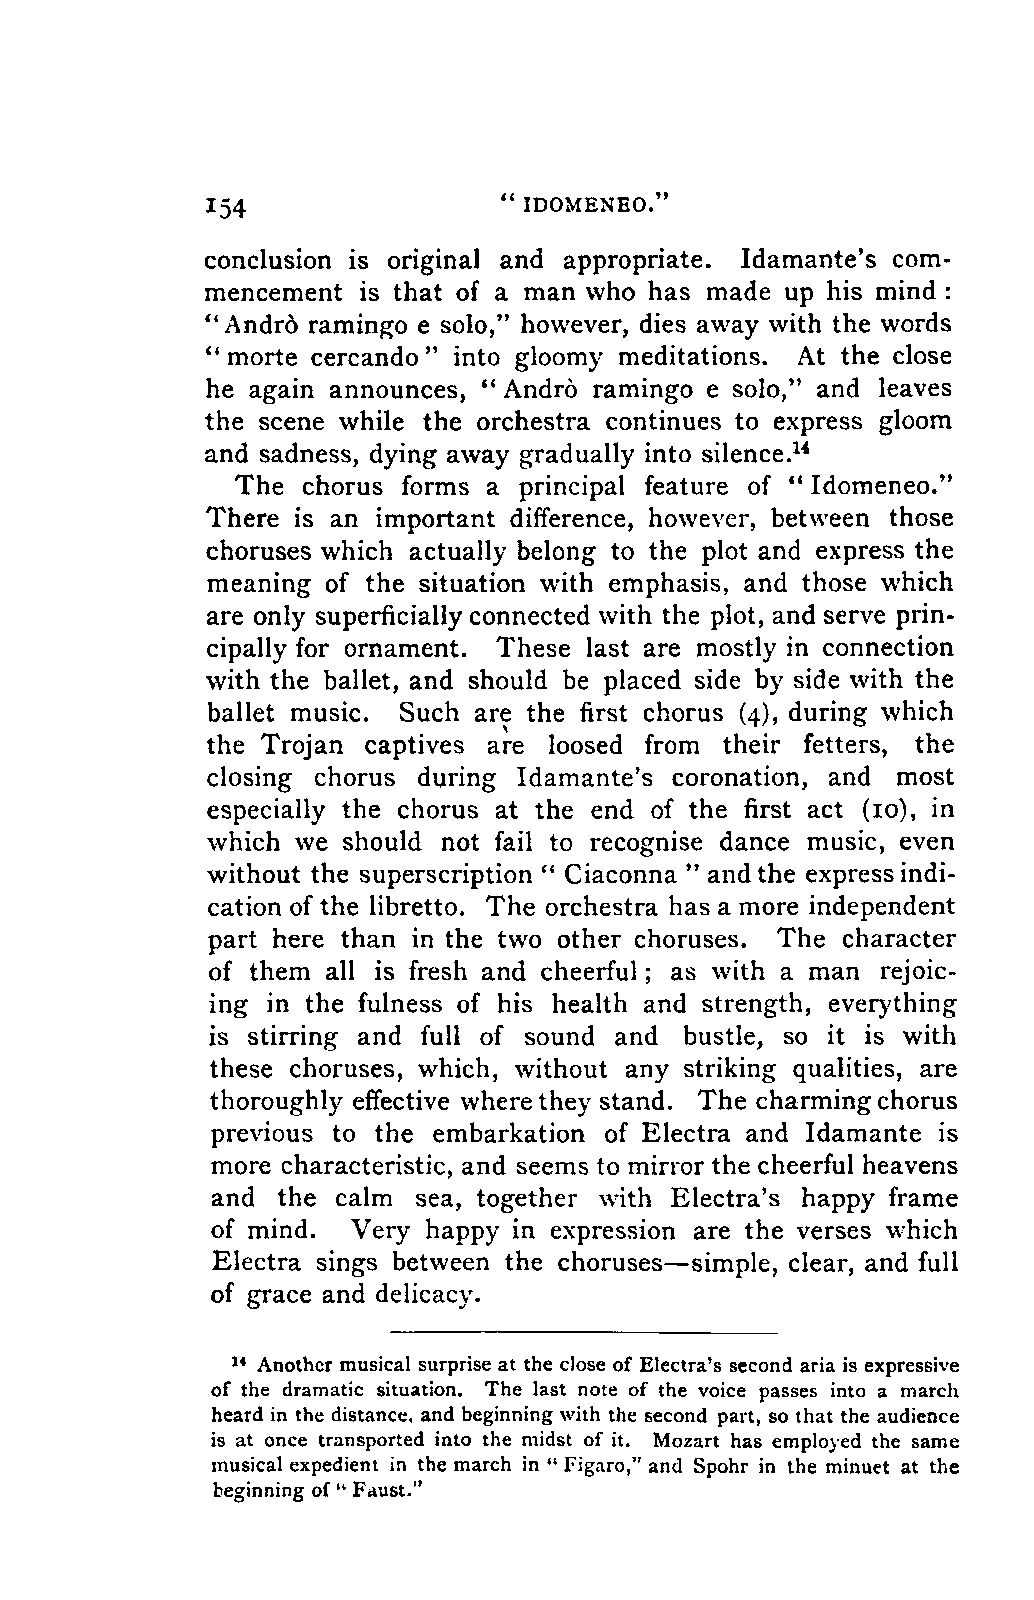 154 “ IDOMENEO.”
conclusion is original and appropriate. Idamante’s com-
mencement is that of a man who has made up his mind :
“Andrò ramingo e solo,” however, dies away with the words
“ morte cercando ” into gloomy meditations. At the close
he again announces, “ Andrò ramingo e solo,” and leaves
the scene while the orchestra continues to express gloom
and sadness, dying away gradually into silence.¹⁴
The chorus forms a principal feature of “ Idomeneo.”
There is an important difference, however, between those
choruses which actually belong to the plot and express the
meaning of the situation with emphasis, and those which
are only superficially connected with the plot, and serve prin-
cipally for ornament. These last are mostly in connection
with the ballet, and should be placed side by side with the
ballet music. Such are the first chorus (4), during which
the Trojan captives are loosed from their fetters, the
closing chorus during Idamante’s coronation, and most
especially the chorus at the end of the first act (10), in
which we should not fail to recognise dance music, even
without the superscription “ Ciaconna ” and the express indi-
cation of the libretto. The orchestra has a more independent
part here than in the two other choruses. The character
of them all is fresh and cheerful ; as with a man rejoic-
ing in the fulness of his health and strength, everything
is stirring and full of sound and bustle, so it is with
these choruses, which, without any striking qualities, are
thoroughly effective where they stand. The charming chorus
previous to the embarkation of Electra and Idamante is
more characteristic, and seems to mirror the cheerful heavens
and the calm sea, together with Electra’s happy frame
of mind. Very happy in expression are the verses which
Electra sings between the choruses—simple, clear, and full
of grace and delicacy.
¹⁴ Another musical surprise at the close of Electra’s second aria is expressive
of the dramatic situation. The last note of the voice passes into a march
heard in the distance, and beginning with the second part, so that the audience
is at once transported into the midst of it. Mozart has employed the same
musical expedient in the march in “ Figaro,” and Spohr in the minuet at the
beginning of “ Faust.”